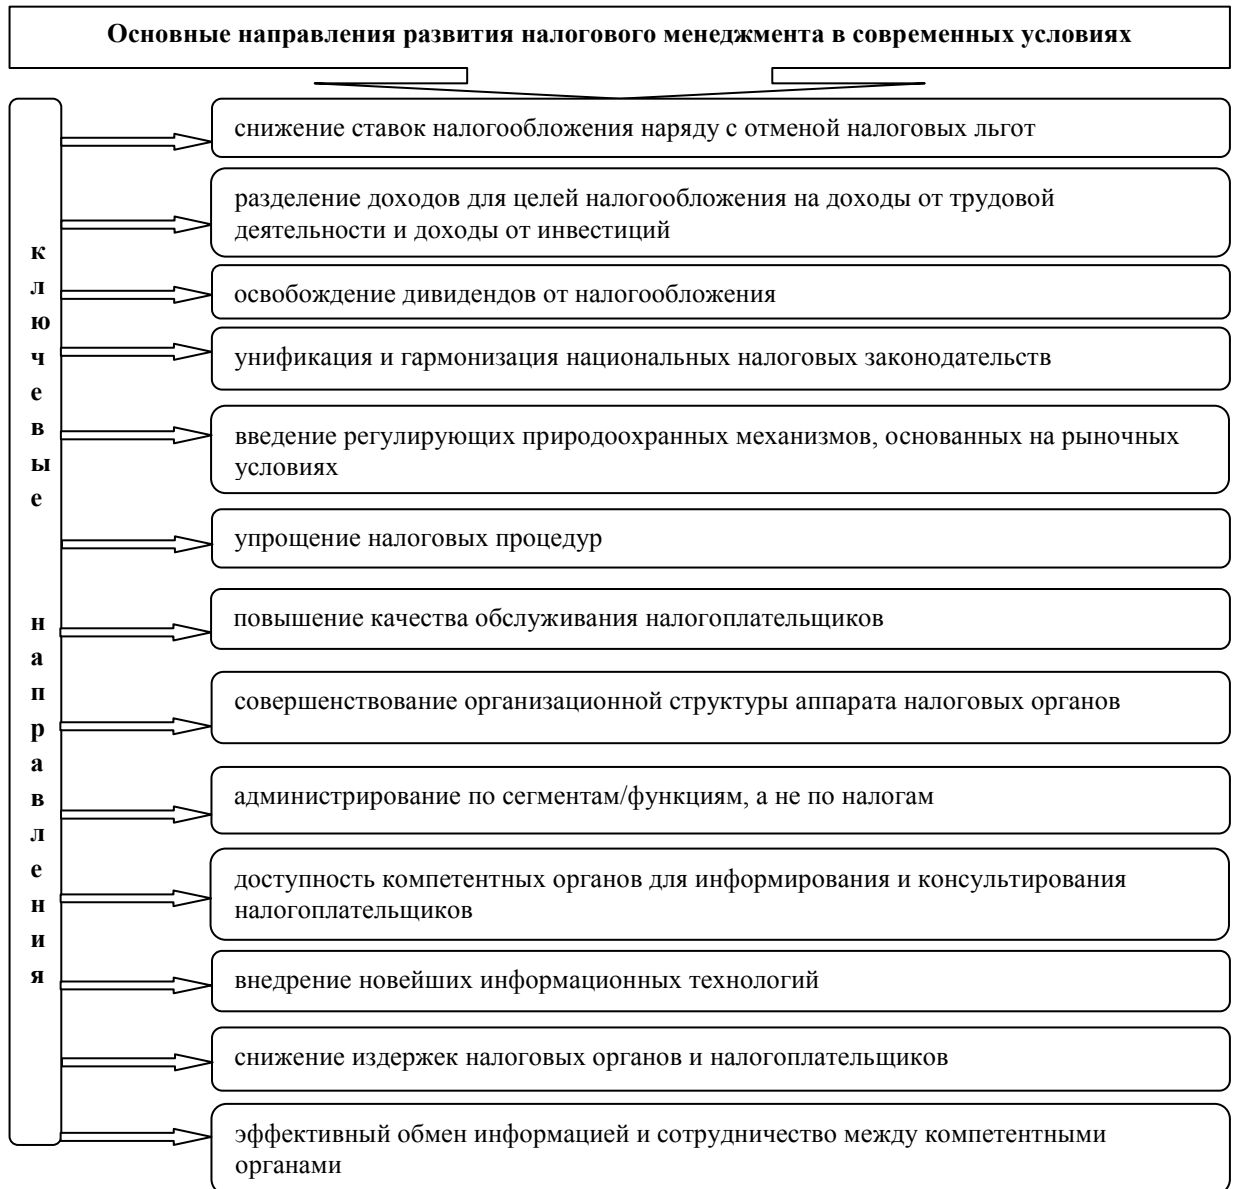 Основные направления развития налогового менеджмента в современных условиях
ключевые направления
снижение ставок налогообложения наряду с отменой налоговых льгот
разделение доходов для целей налогообложения на доходы от трудовой
деятельности и доходы от инвестиций
освобождение дивидендов от налогообложения
унификация и гармонизация национальных налоговых законодательств
введение регулирующих природоохранных механизмов, основанных на рыночных
условиях
упрощение налоговых процедур
повышение качества обслуживания налогоплательщиков
совершенствование организационной структуры аппарата налоговых органов
администрирование по сегментам/функциям, а не по налогам
доступность компетентных органов для информирования и консультирования
налогоплательщиков
внедрение новейших информационных технологий
снижение издержек налоговых органов и налогоплательщиков
эффективный обмен информацией и сотрудничество между компетентными
органами